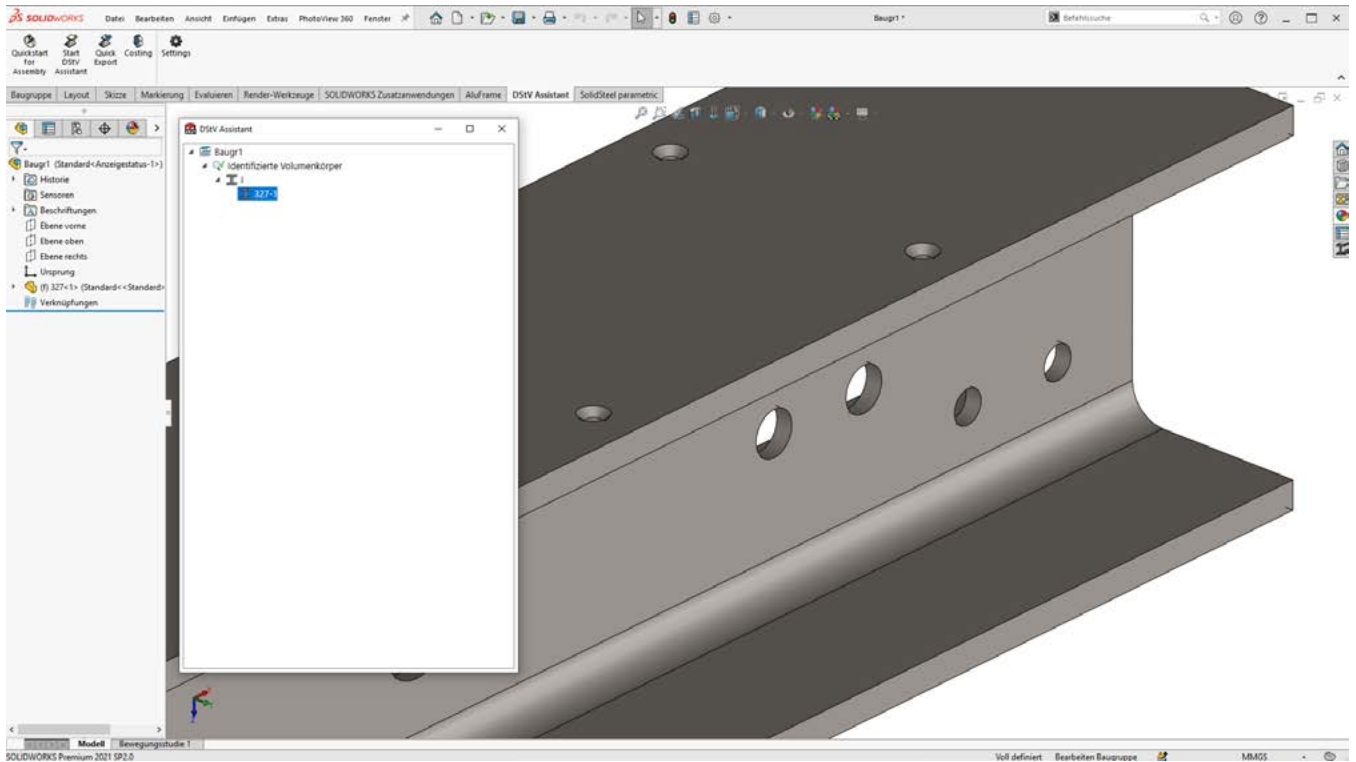 SOLIDWORKS Datei Bearbeiten Ansicht Einfügen Extras PhotoView 360 Fenster Baugr1 * Befehlssuche
Quickstart for Assembly
Start DStV Assistant
Quick Export
Costing
Settings
Baugruppe Layout Skizze Markierung Evaluieren Render-Werkzeuge SOLIDWORKS Zusatzanwendungen AluFrame DStV Assistant SolidSteel parametric
DStV Assistant
Baugr1
Identifizierte Volumenkörper
I
327-1
Baugr1 (Standard<Anzeigestatus-1>)
Historie
Sensoren
Beschriftungen
Ebene vorne
Ebene oben
Ebene rechts
Ursprung
(f) 327<1> (Standard<<Standard>
Verknüpfungen
Modell Bewegungsstudie 1
SOLIDWORKS Premium 2021 SP2.0 Voll definiert Bearbeiten Baugruppe MMGS